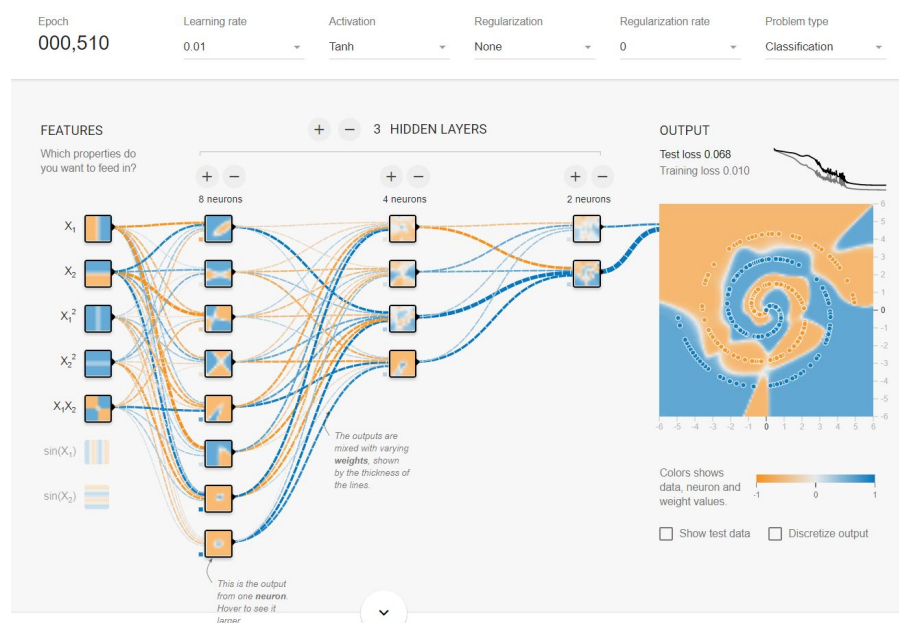 Epoch
000,510
Learning rate
0.01
Activation
Tanh
Regularization
None
Regularization rate
0
Problem type
Classification
FEATURES
Which properties do
you want to feed in?
+ − 3 HIDDEN LAYERS
OUTPUT
Test loss 0.068
Training loss 0.010
+ −
8 neurons
+ −
4 neurons
+ −
2 neurons
X₁
X₂
X₁²
X₂²
X₁X₂
sin(X₁)
sin(X₂)
6
5
4
3
2
1
0
-1
-2
-3
-4
-5
-6
-6 -5 -4 -3 -2 -1 0 1 2 3 4 5 6
The outputs are
mixed with varying
weights, shown
by the thickness of
the lines.
This is the output
from one neuron.
Hover to see it
larger.
Colors shows
data, neuron and
weight values.
-1 0 1
Show test data
Discretize output